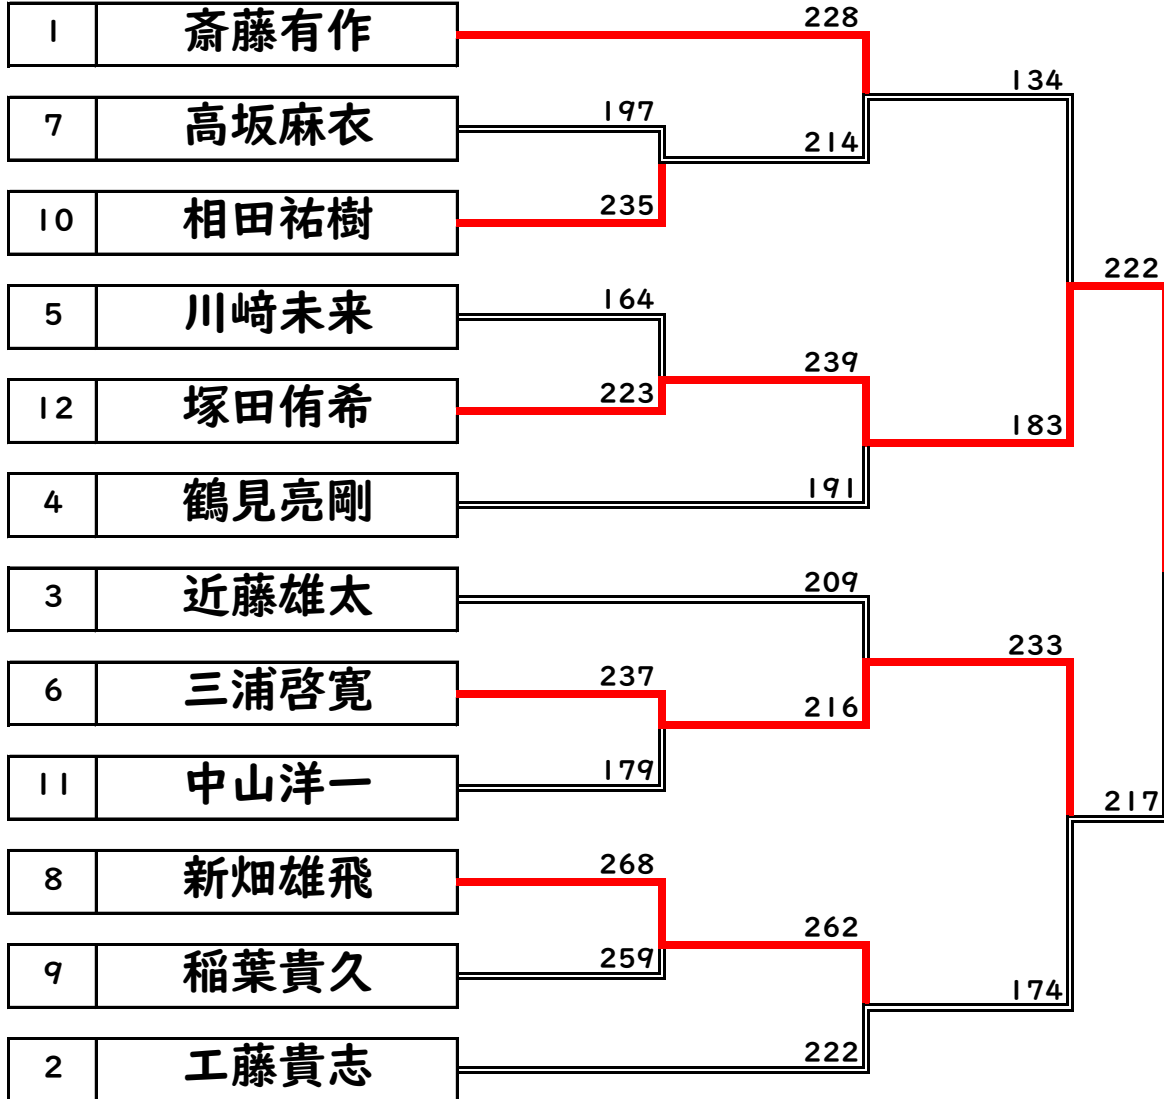 1 斎藤有作 228
134
7 高坂麻衣 197
214
10 相田祐樹 235
222
5 川﨑未来 164
239
12 塚田侑希 223
183
4 鶴見亮剛 191
3 近藤雄太 209
233
6 三浦啓寛 237
216
11 中山洋一 179
217
8 新畑雄飛 268
262
9 稲葉貴久 259
174
2 工藤貴志 222